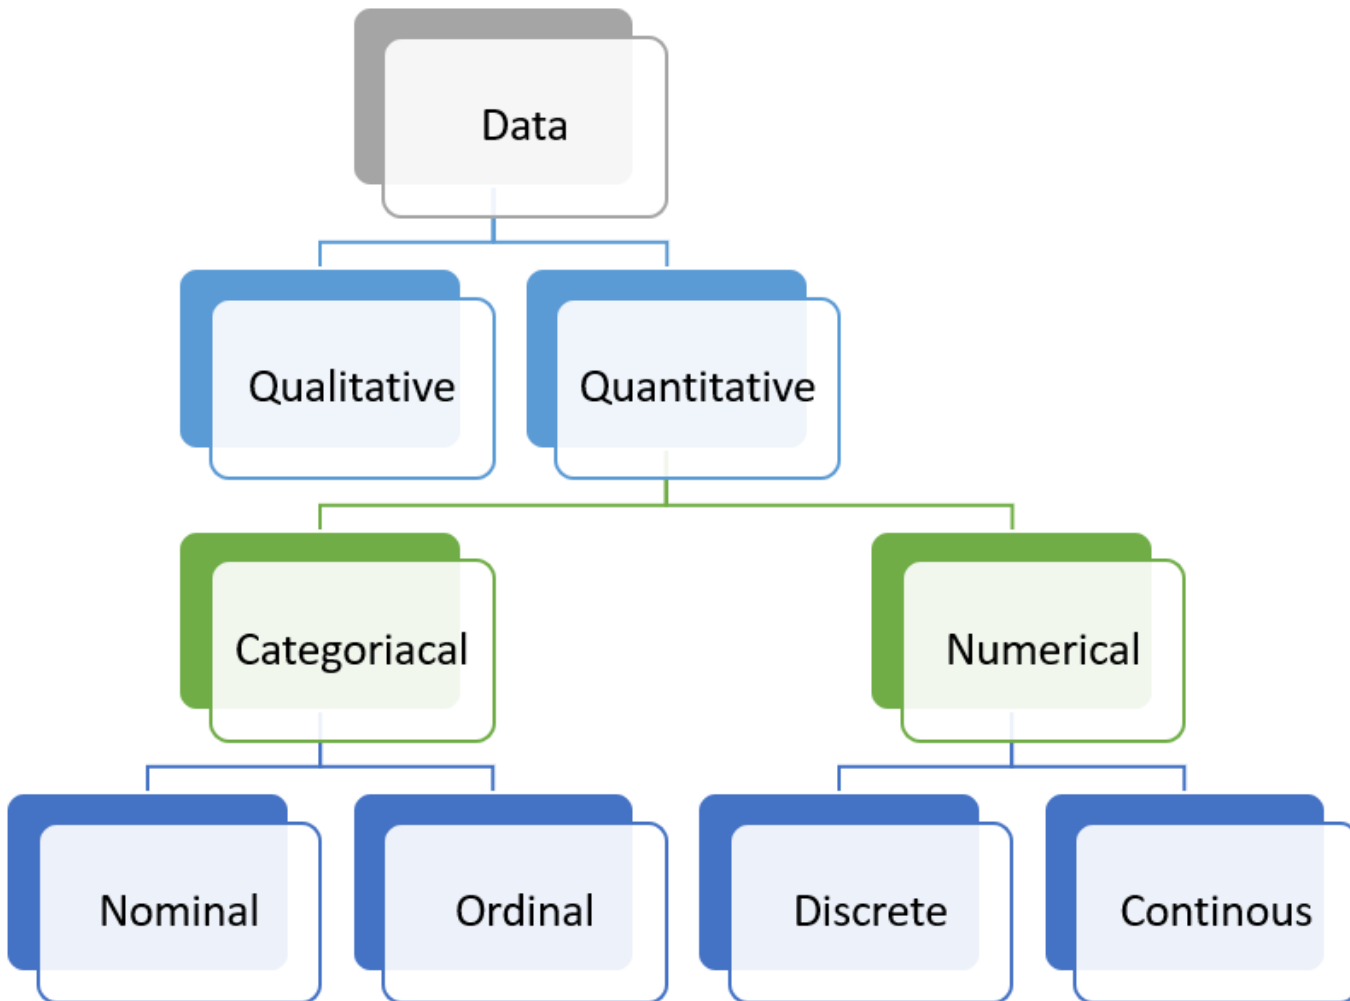 Data
Qualitative
Quantitative
Categoriacal
Numerical
Nominal
Ordinal
Discrete
Continous